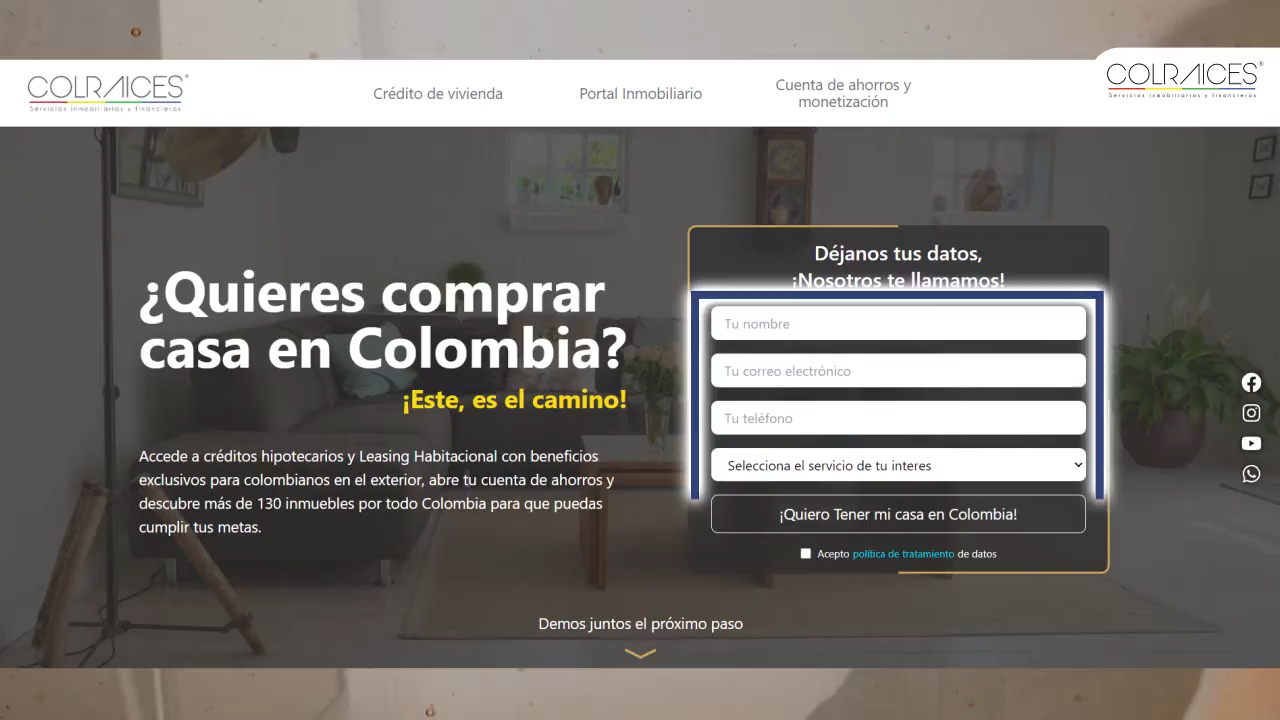 COLRAICES®
Servicios inmobiliarios y financieros
Crédito de vivienda
Portal Inmobiliario
Cuenta de ahorros y
monetización
COLRAICES®
Servicios inmobiliarios y financieros
¿Quieres comprar
casa en Colombia?
¡Este, es el camino!
Accede a créditos hipotecarios y Leasing Habitacional con beneficios
exclusivos para colombianos en el exterior, abre tu cuenta de ahorros y
descubre más de 130 inmuebles por todo Colombia para que puedas
cumplir tus metas.
Déjanos tus datos,
¡Nosotros te llamamos!
Tu nombre
Tu correo electrónico
Tu teléfono
Selecciona el servicio de tu interes
¡Quiero Tener mi casa en Colombia!
Acepto política de tratamiento de datos
Demos juntos el próximo paso